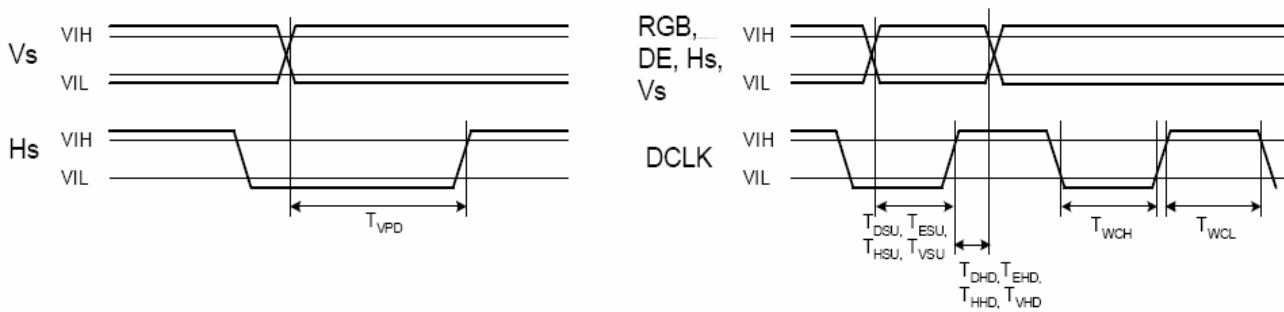 Vs
VIH
VIL
Hs
VIH
VIL
TVPD
RGB,
DE, Hs,
Vs
VIH
VIL
DCLK
VIH
VIL
TDSU, TESU,
THSU, TVSU
TDHD, TEHD,
THHD, TVHD
TWCH
TWCL